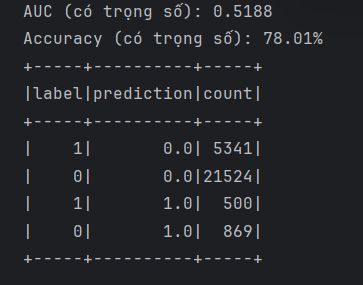 AUC (có trọng số): 0.5188
Accuracy (có trọng số): 78.01%
+-----+----------+-----+
|label|prediction|count|
+-----+----------+-----+
|    1|       0.0| 5341|
|    0|       0.0|21524|
|    1|       1.0|  500|
|    0|       1.0|  869|
+-----+----------+-----+